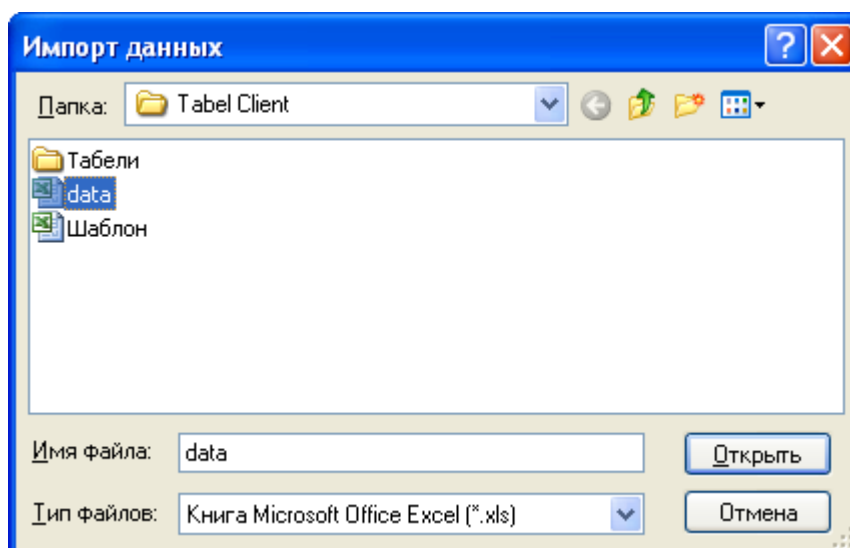 Импорт данных
Папка: Tabel Client
Табели
data
Шаблон
Имя файла: data Открыть
Тип файлов: Книга Microsoft Office Excel (*.xls) Отмена